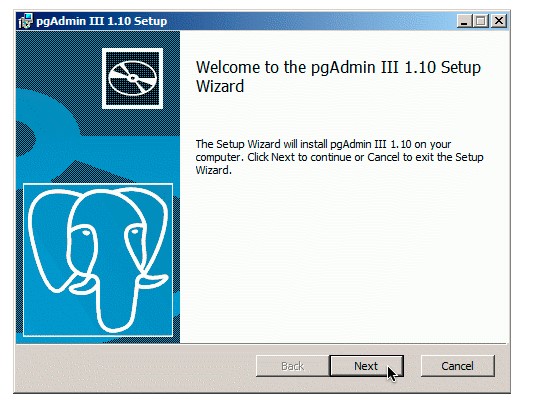 pgAdmin III 1.10 Setup
Welcome to the pgAdmin III 1.10 Setup
Wizard
The Setup Wizard will install pgAdmin III 1.10 on your
computer. Click Next to continue or Cancel to exit the Setup
Wizard.
Back Next Cancel